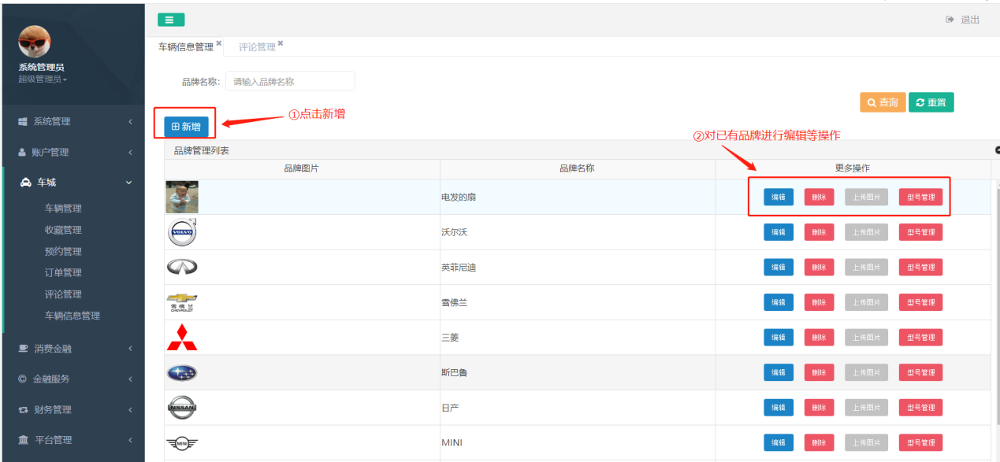 退出
系统管理员
超级管理员
车辆信息管理
评论管理
品牌名称:
请输入品牌名称
查询
重置
①点击新增
新增
②对已有品牌进行编辑等操作
系统管理
账户管理
车城
车辆管理
收藏管理
预约管理
订单管理
评论管理
车辆信息管理
消费金融
金融服务
财务管理
平台管理
品牌管理列表
品牌图片 品牌名称 更多操作
电发的扇 编辑 删除 上传图片 型号管理
VOLVO 沃尔沃 编辑 删除 上传图片 型号管理
英菲尼迪 编辑 删除 上传图片 型号管理
雪佛兰 CHEVROLET 雪佛兰 编辑 删除 上传图片 型号管理
三菱 编辑 删除 上传图片 型号管理
斯巴鲁 编辑 删除 上传图片 型号管理
NISSAN 日产 编辑 删除 上传图片 型号管理
MINI MINI 编辑 删除 上传图片 型号管理